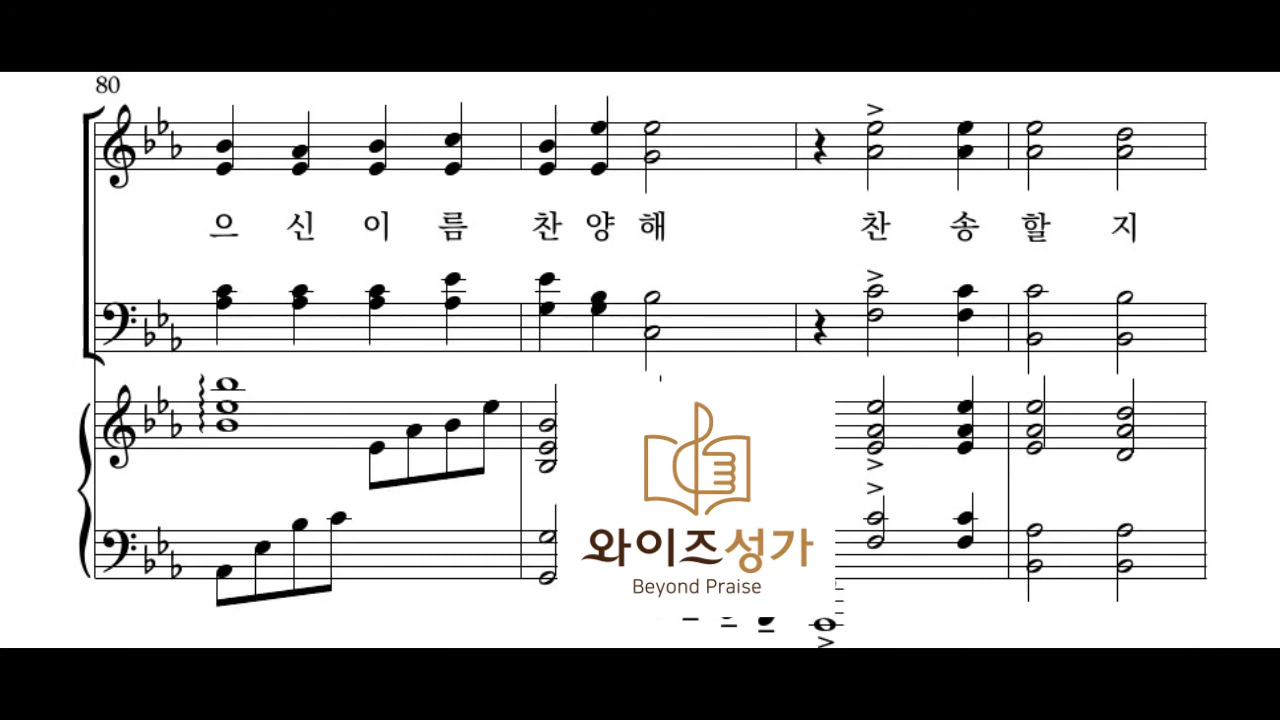 80
으 신 이 름 찬 양 해 찬 송 할 지
와이즈성가
Beyond Praise